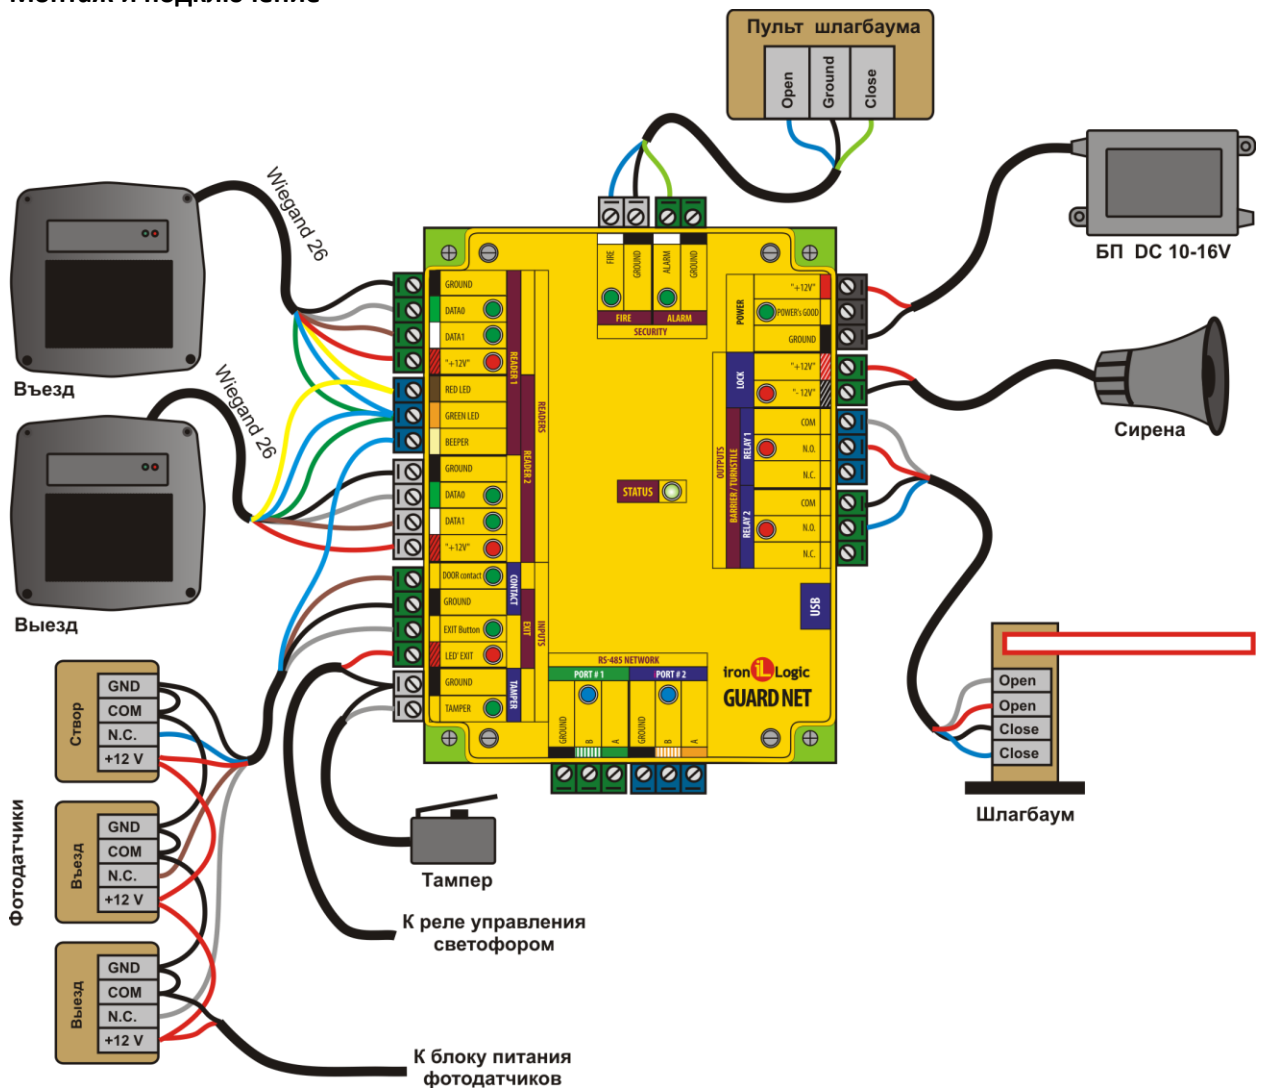 Монтаж и подключение
Пульт шлагбаума
Open
Ground
Close
БП DC 10-16V
Wiegand 26
Въезд
Wiegand 26
Выезд
Сирена
FIRE
GROUND
ALARM
GROUND
FIRE
ALARM
SECURITY
GROUND
DATA0
DATA1
"+12V"
RED LED
GREEN LED
BEEPER
GROUND
DATA0
DATA1
"+12V"
READER 1
READER 2
READERS
DOOR contact
GROUND
EXIT Button
LED' EXIT
GROUND
TAMPER
CONTACT
EXIT
TAMPER
INPUTS
POWER
"+12V"
POWER's GOOD
GROUND
LOCK
"+12V"
"- 12V"
OUTPUTS
BARRIER / TURNSTILE
RELAY 1
COM
N.O.
N.C.
RELAY 2
COM
N.O.
N.C.
STATUS
USB
RS-485 NETWORK
PORT # 1
PORT # 2
GROUND
B
A
GROUND
B
A
iron iL Logic
GUARD NET
Open
Open
Close
Close
Шлагбаум
Фотодатчики
Створ
GND
COM
N.C.
+12 V
Въезд
GND
COM
N.C.
+12 V
Выезд
GND
COM
N.C.
+12 V
Тампер
К реле управления
светофором
К блоку питания
фотодатчиков